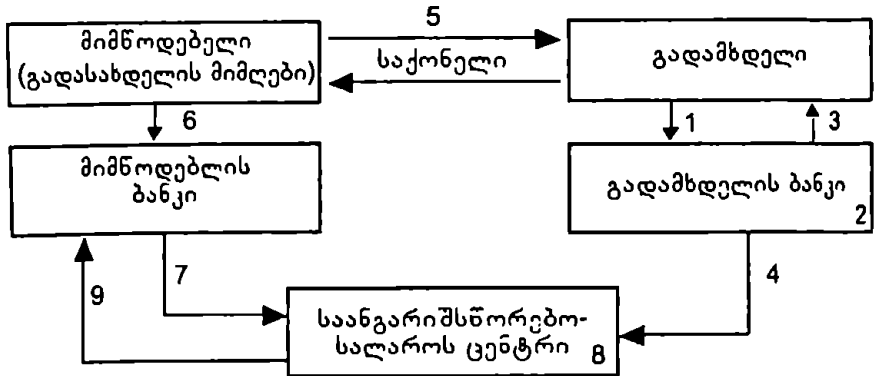 5
მიმწოდებელი
(გადასახდელის მიმღები)
საქონელი
გადამხდელი
6
1
3
მიმწოდებლის
ბანკი
გადამხდელის ბანკი
2
9
7
4
საანგარიშსწორებო-
სალაროს ცენტრი
8